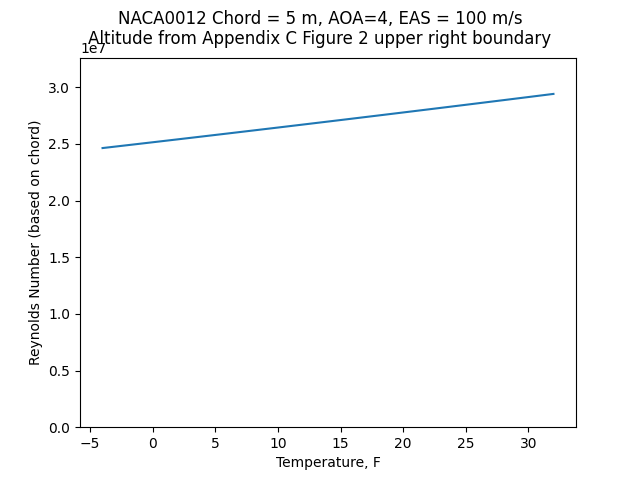 NACA0012 Chord = 5 m, AOA=4, EAS = 100 m/s
Altitude from Appendix C Figure 2 upper right boundary
1e7
3.0
2.5
2.0
1.5
1.0
0.5
0.0
Reynolds Number (based on chord)
−5 0 5 10 15 20 25 30
Temperature, F